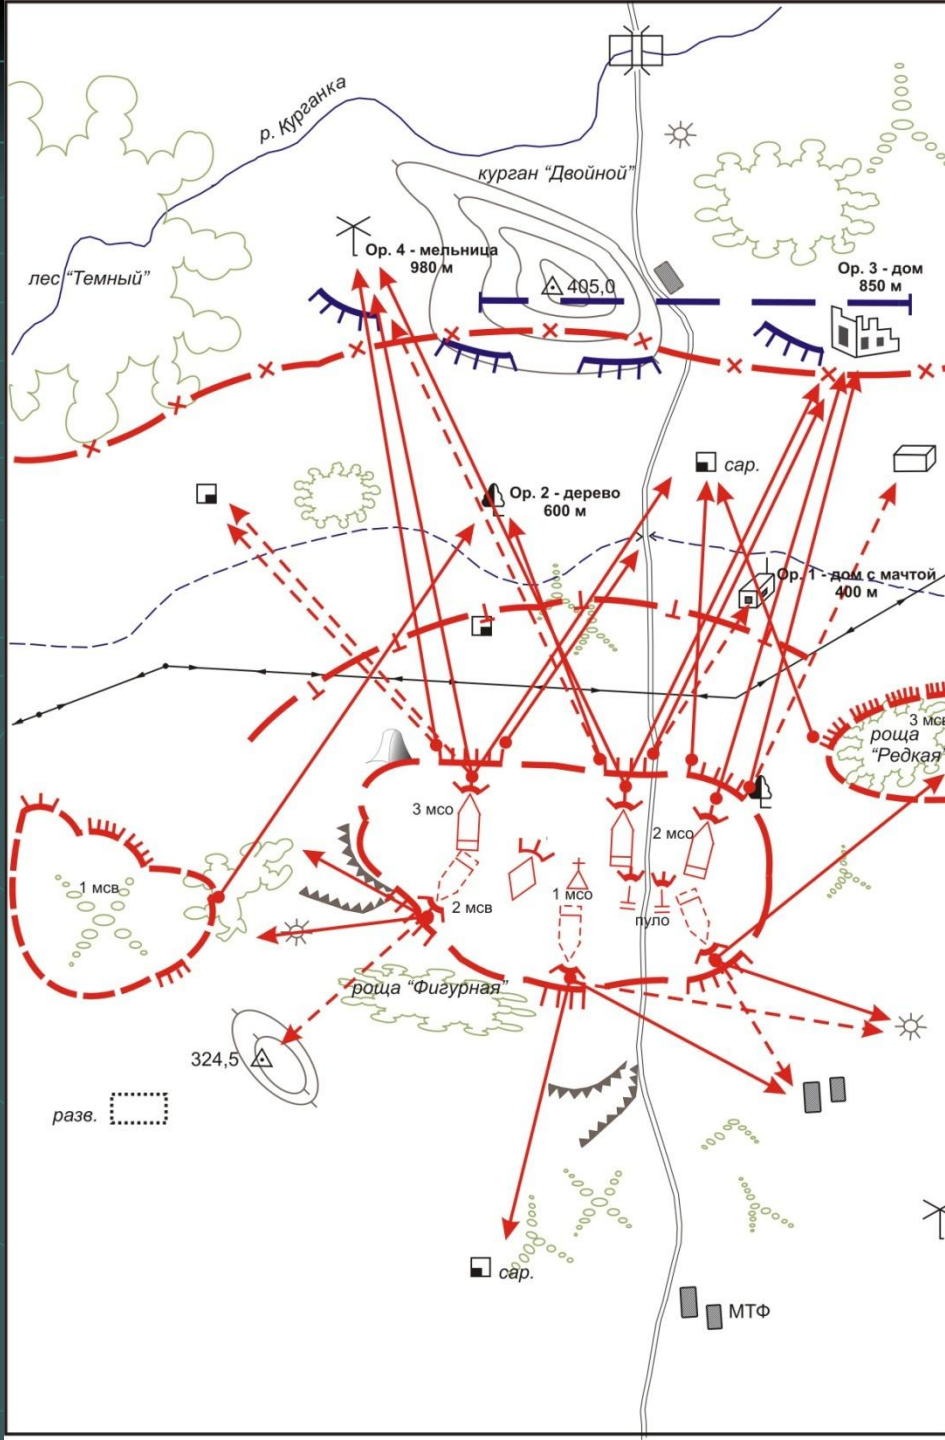 р. Курганка
курган “Двойной”
Ор. 4 - мельница
980 м
лес “Темный”
405,0
Ор. 3 - дом
850 м
сар.
Ор. 2 - дерево
600 м
Ор. 1 - дом с мачтой
400 м
3 мсв
роща
“Редкая”
3 мсо
2 мсо
1 мсв
1 мсо
2 мсв
пуло
роща “Фигурная”
324,5
разв.
сар.
МТФ